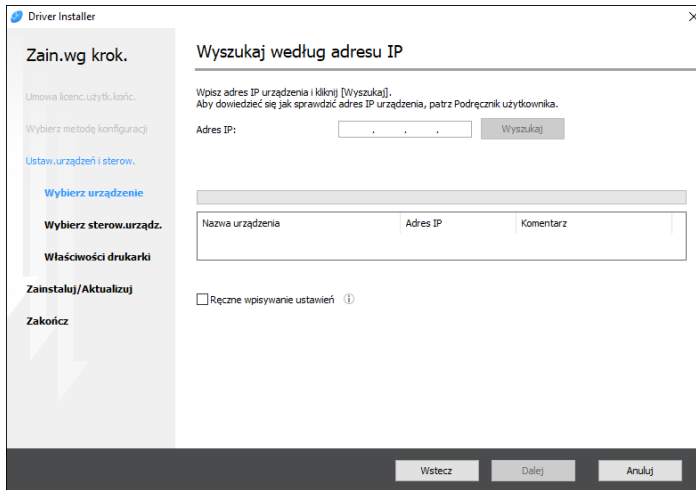 Driver Installer
Zain.wg krok.
Umowa licenc.użytk.końc.
Wybierz metodę konfiguracji
Ustaw.urządzeń i sterow.
Wybierz urządzenie
Wybierz sterow.urządz.
Właściwości drukarki
Zainstaluj/Aktualizuj
Zakończ
Wyszukaj według adresu IP
Wpisz adres IP urządzenia i kliknij [Wyszukaj].
Aby dowiedzieć się jak sprawdzić adres IP urządzenia, patrz Podręcznik użytkownika.
Adres IP: . . . Wyszukaj
Nazwa urządzenia Adres IP Komentarz
Ręczne wpisywanie ustawień
Wstecz Dalej Anuluj